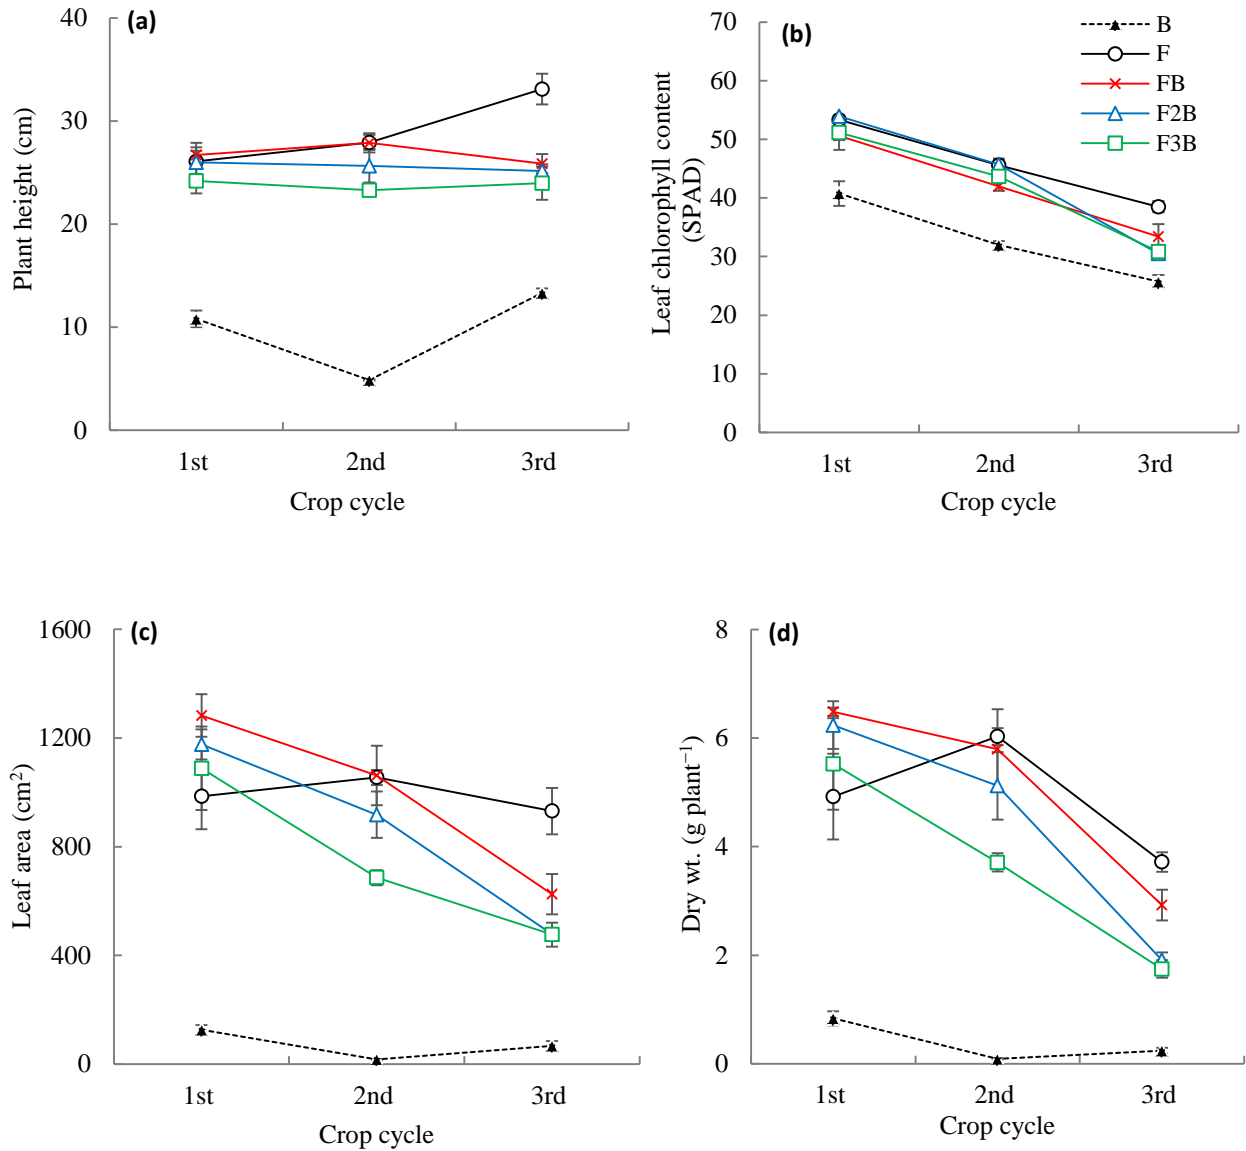 (a)
40
30
20
10
0
Plant height (cm)
1st 2nd 3rd
Crop cycle
(b)
70
60
50
40
30
20
10
0
Leaf chlorophyll content
(SPAD)
1st 2nd 3rd
Crop cycle
B
F
FB
F2B
F3B
(c)
1600
1200
800
400
0
Leaf area (cm²)
1st 2nd 3rd
Crop cycle
(d)
8
6
4
2
0
Dry wt. (g plant⁻¹)
1st 2nd 3rd
Crop cycle